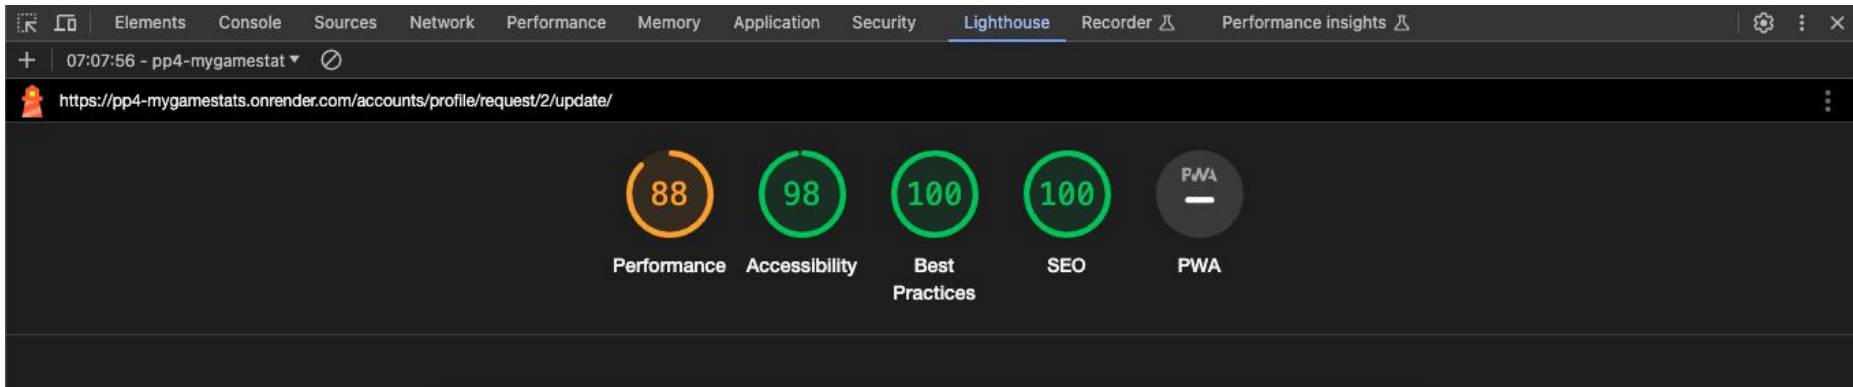 Elements Console Sources Network Performance Memory Application Security Lighthouse Recorder Performance insights
07:07:56 - pp4-mygamestat
https://pp4-mygamestats.onrender.com/accounts/profile/request/2/update/
88 98 100 100 PWA
Performance Accessibility Best Practices SEO PWA